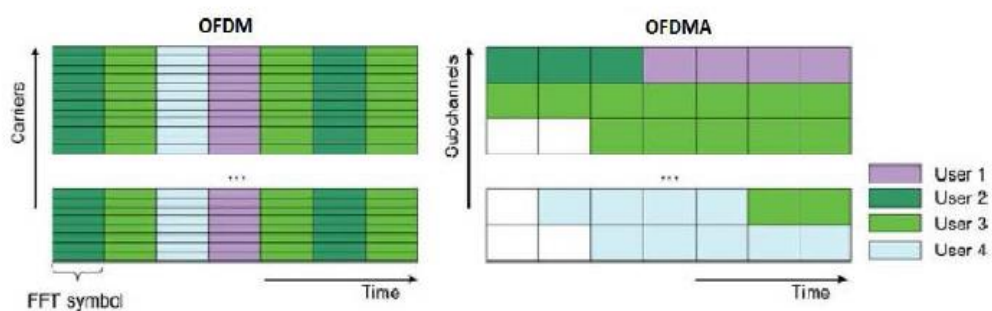 OFDM
OFDMA
Carriers
Subchannels
...
...
User 1
User 2
User 3
User 4
FFT symbol
Time
Time